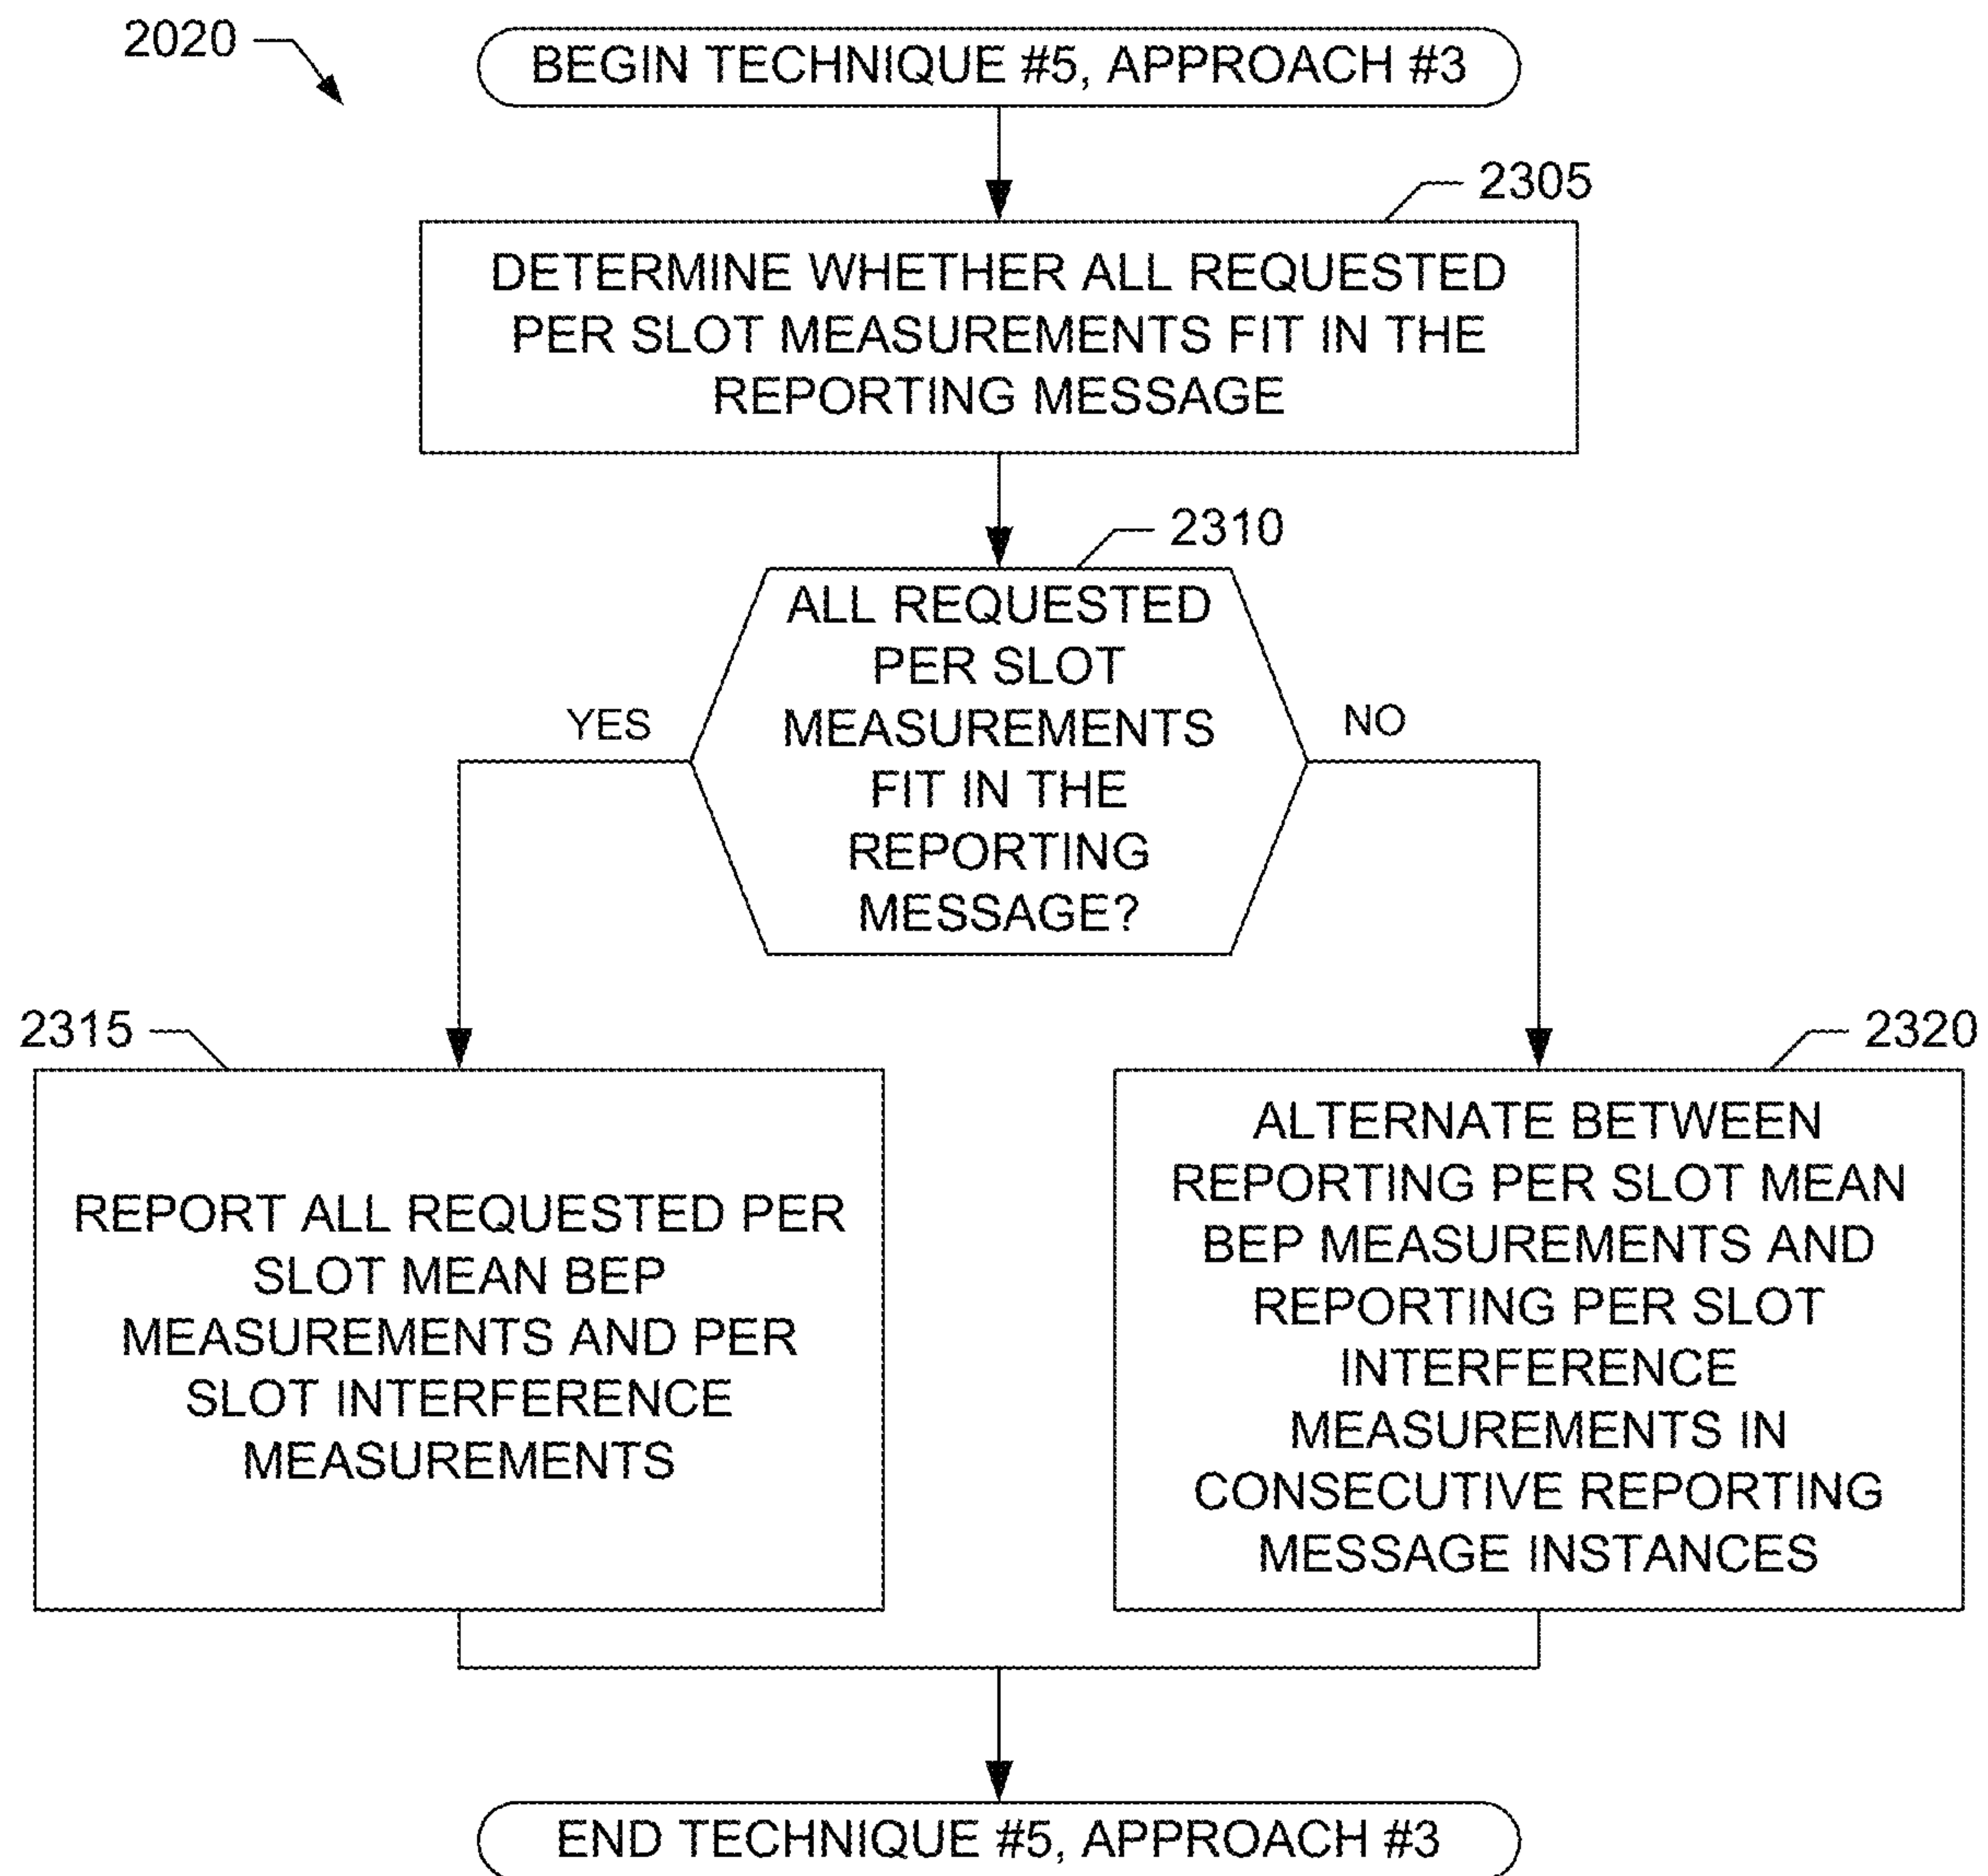 2020
BEGIN TECHNIQUE #5, APPROACH #3
2305
DETERMINE WHETHER ALL REQUESTED
PER SLOT MEASUREMENTS FIT IN THE
REPORTING MESSAGE
2310
ALL REQUESTED
PER SLOT
MEASUREMENTS
FIT IN THE
REPORTING
MESSAGE?
YES
NO
2315
REPORT ALL REQUESTED PER
SLOT MEAN BEP
MEASUREMENTS AND PER
SLOT INTERFERENCE
MEASUREMENTS
2320
ALTERNATE BETWEEN
REPORTING PER SLOT MEAN
BEP MEASUREMENTS AND
REPORTING PER SLOT
INTERFERENCE
MEASUREMENTS IN
CONSECUTIVE REPORTING
MESSAGE INSTANCES
END TECHNIQUE #5, APPROACH #3